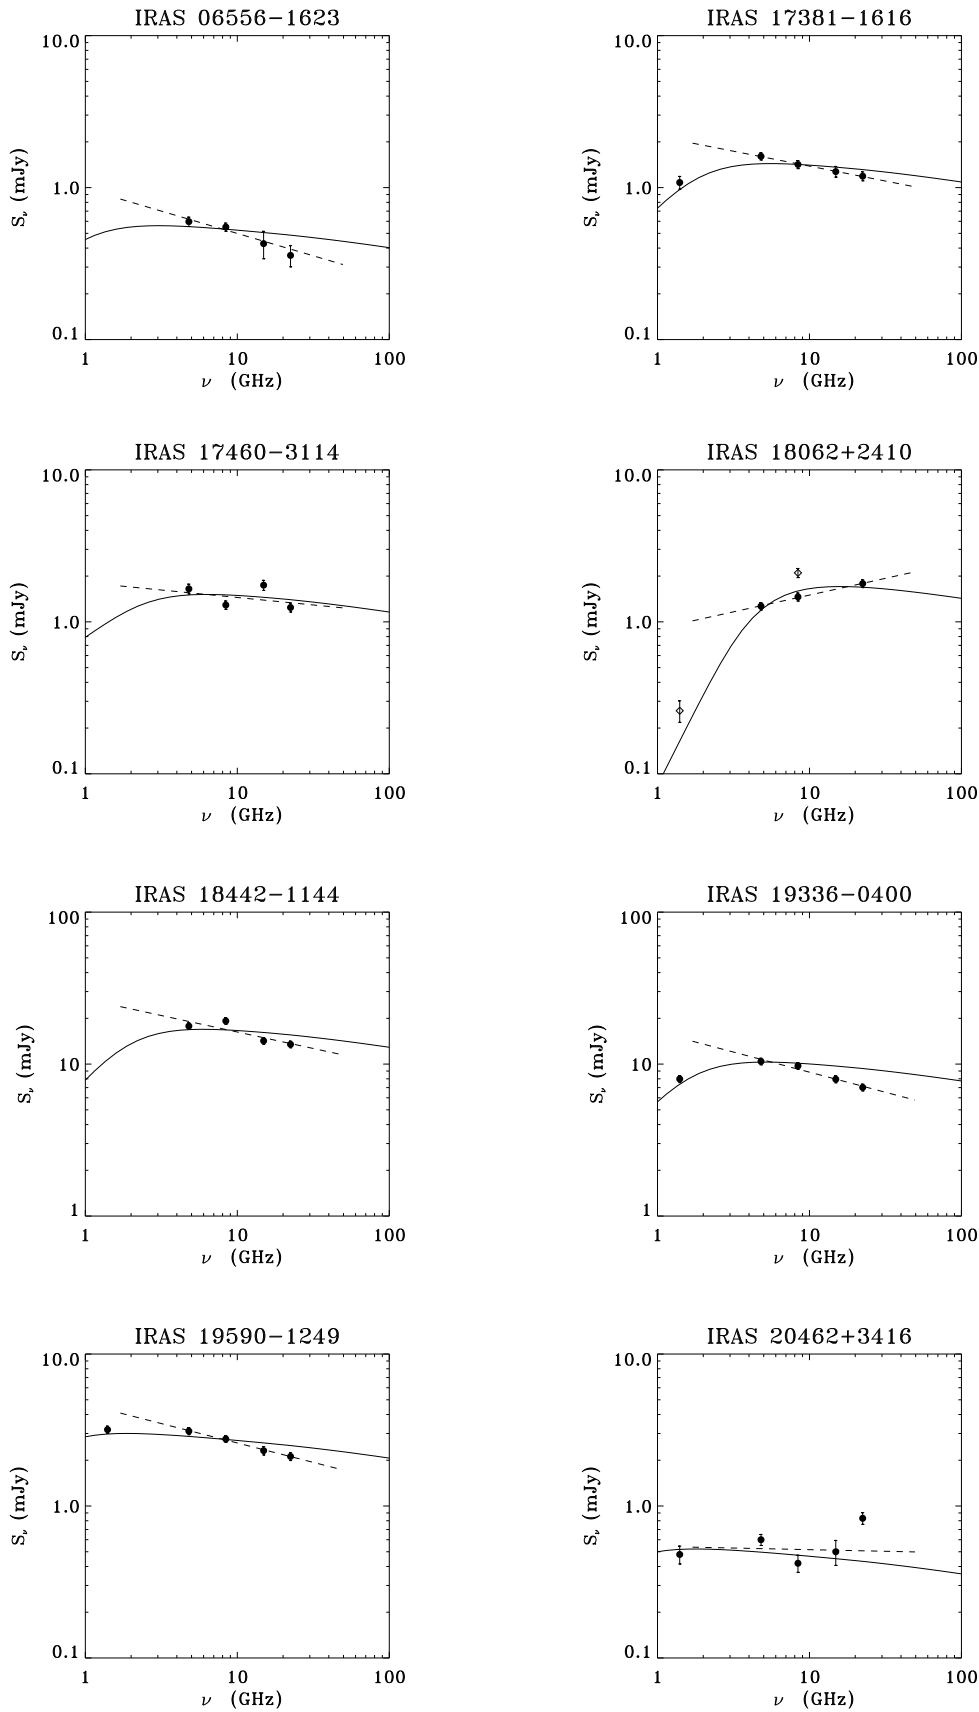 IRAS 06556−1623
10.0
1.0
0.1
1 10 100
S_ν (mJy)
ν (GHz)
IRAS 17381−1616
10.0
1.0
0.1
1 10 100
S_ν (mJy)
ν (GHz)
IRAS 17460−3114
10.0
1.0
0.1
1 10 100
S_ν (mJy)
ν (GHz)
IRAS 18062+2410
10.0
1.0
0.1
1 10 100
S_ν (mJy)
ν (GHz)
IRAS 18442−1144
100
10
1
1 10 100
S_ν (mJy)
ν (GHz)
IRAS 19336−0400
100
10
1
1 10 100
S_ν (mJy)
ν (GHz)
IRAS 19590−1249
10.0
1.0
0.1
1 10 100
S_ν (mJy)
ν (GHz)
IRAS 20462+3416
10.0
1.0
0.1
1 10 100
S_ν (mJy)
ν (GHz)